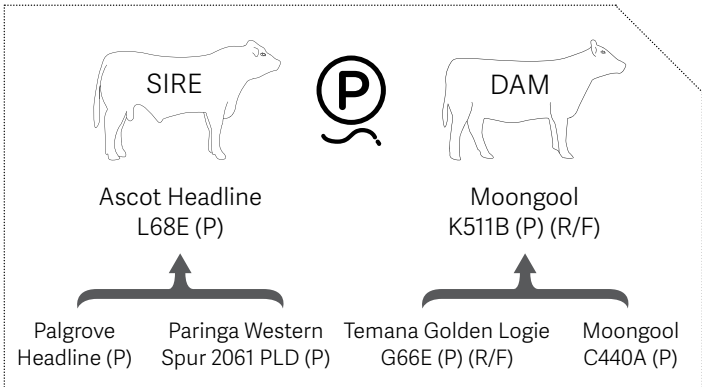 SIRE
P
DAM
Ascot Headline
L68E (P)
Moongool
K511B (P) (R/F)
Palgrove
Headline (P)
Paringa Western
Spur 2061 PLD (P)
Temana Golden Logie
G66E (P) (R/F)
Moongool
C440A (P)